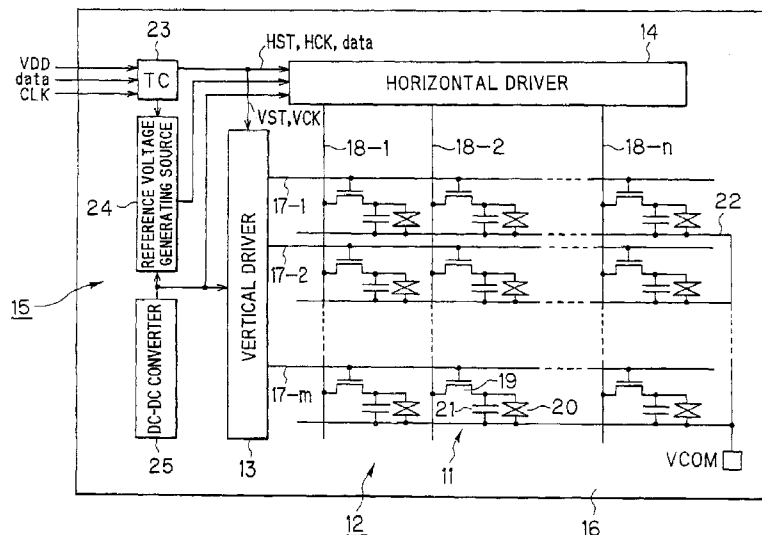 23
HST, HCK, data
14
VDD
data
CLK
TC
HORIZONTAL DRIVER
VST, VCK
18-1
18-2
18-n
REFERENCE VOLTAGE
GENERATING SOURCE
24
17-1
22
17-2
15
VERTICAL DRIVER
DC-DC CONVERTER
17-m
19
21
20
25
13
12
11
VCOM
16